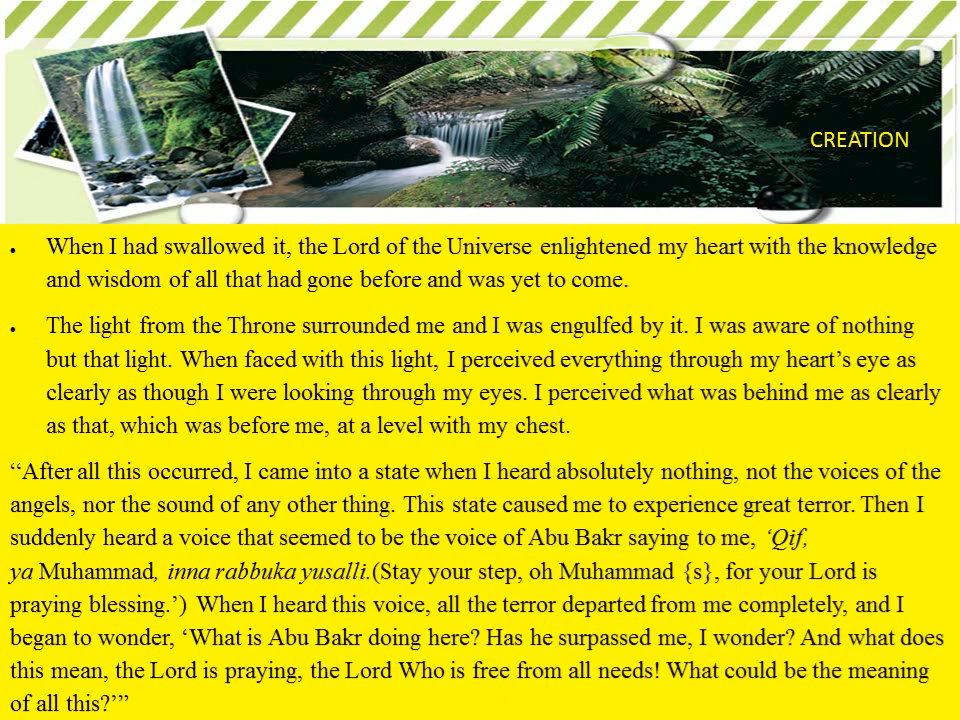 CREATION
• When I had swallowed it, the Lord of the Universe enlightened my heart with the knowledge
and wisdom of all that had gone before and was yet to come.
• The light from the Throne surrounded me and I was engulfed by it. I was aware of nothing
but that light. When faced with this light, I perceived everything through my heart’s eye as
clearly as though I were looking through my eyes. I perceived what was behind me as clearly
as that, which was before me, at a level with my chest.
“After all this occurred, I came into a state when I heard absolutely nothing, not the voices of the
angels, nor the sound of any other thing. This state caused me to experience great terror. Then I
suddenly heard a voice that seemed to be the voice of Abu Bakr saying to me, ‘Qif,
ya Muhammad, inna rabbuka yusalli.(Stay your step, oh Muhammad {s}, for your Lord is
praying blessing.’) When I heard this voice, all the terror departed from me completely, and I
began to wonder, ‘What is Abu Bakr doing here? Has he surpassed me, I wonder? And what does
this mean, the Lord is praying, the Lord Who is free from all needs! What could be the meaning
of all this?’”